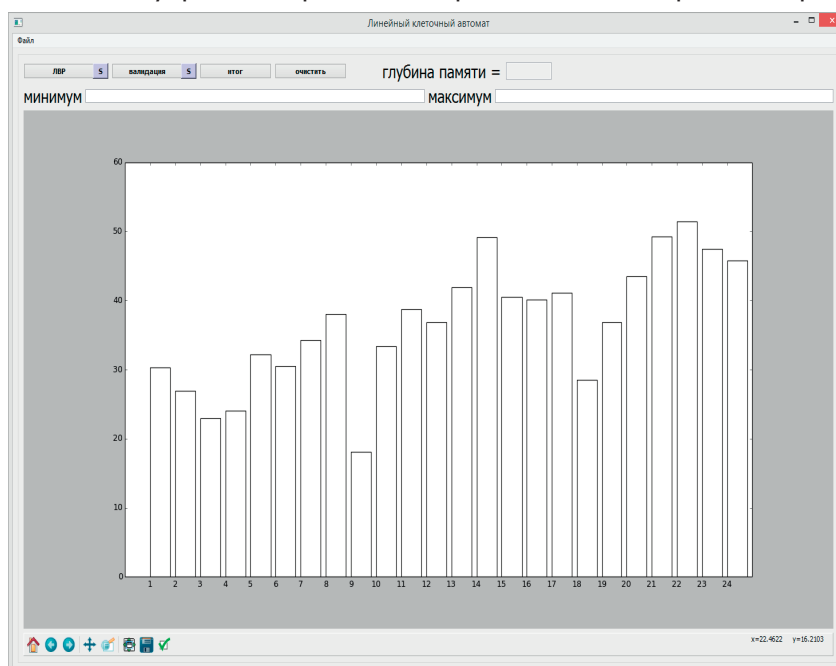 Линейный клеточный автомат
Файл
ЛВР S валидация S итог очистить глубина памяти =
минимум максимум
60
50
40
30
20
10
0
1 2 3 4 5 6 7 8 9 10 11 12 13 14 15 16 17 18 19 20 21 22 23 24
x=22.4622 y=16.2103